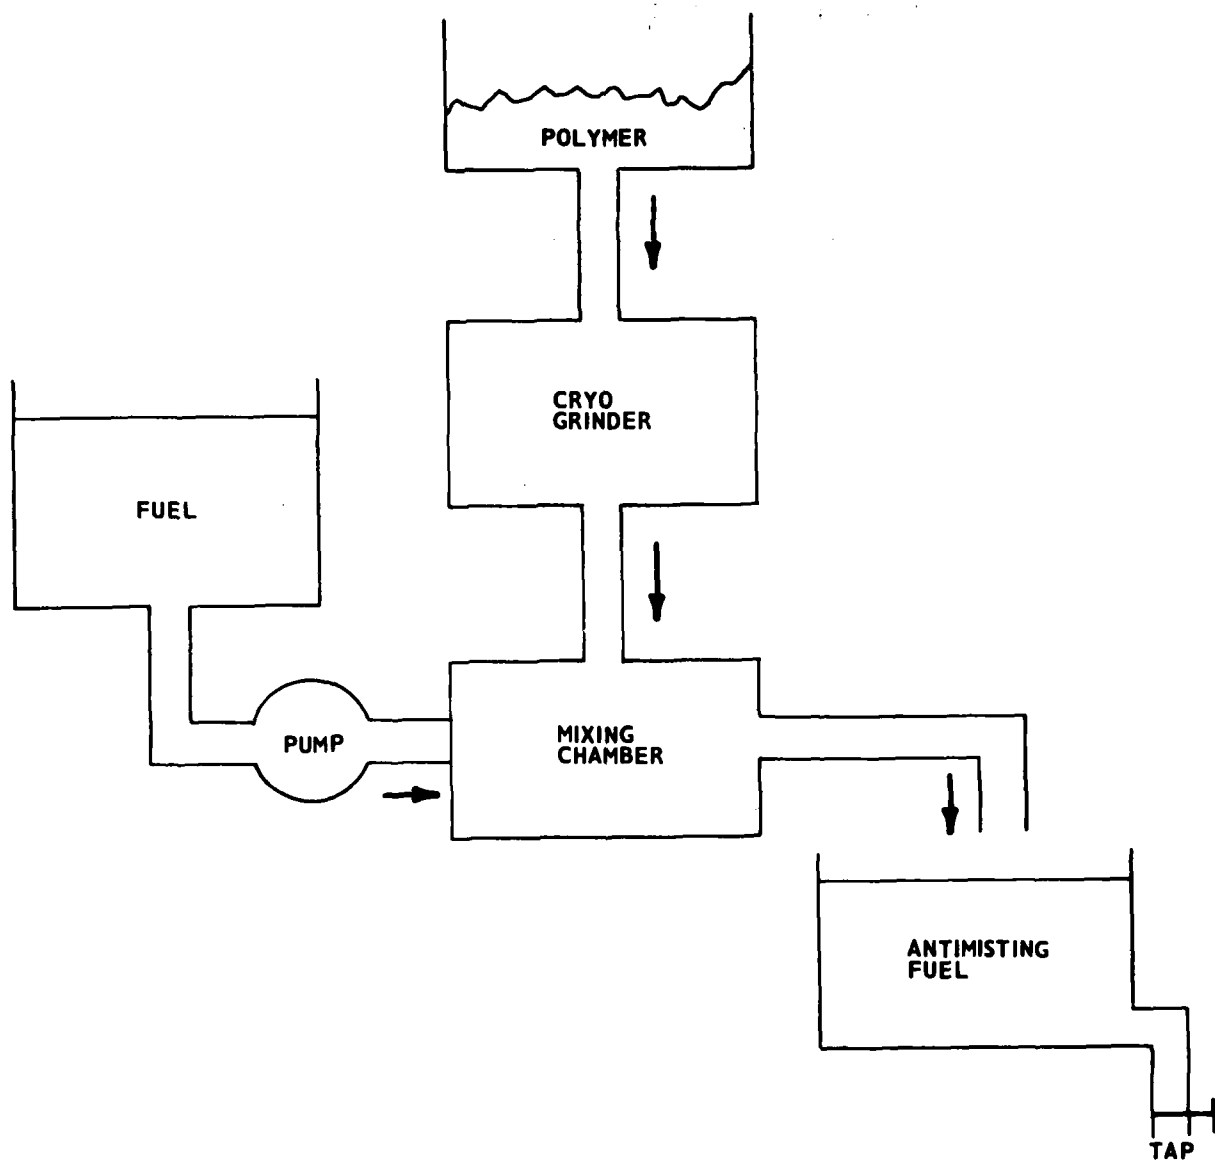 POLYMER
CRYO
GRINDER
FUEL
PUMP
MIXING
CHAMBER
ANTIMISTING
FUEL
TAP